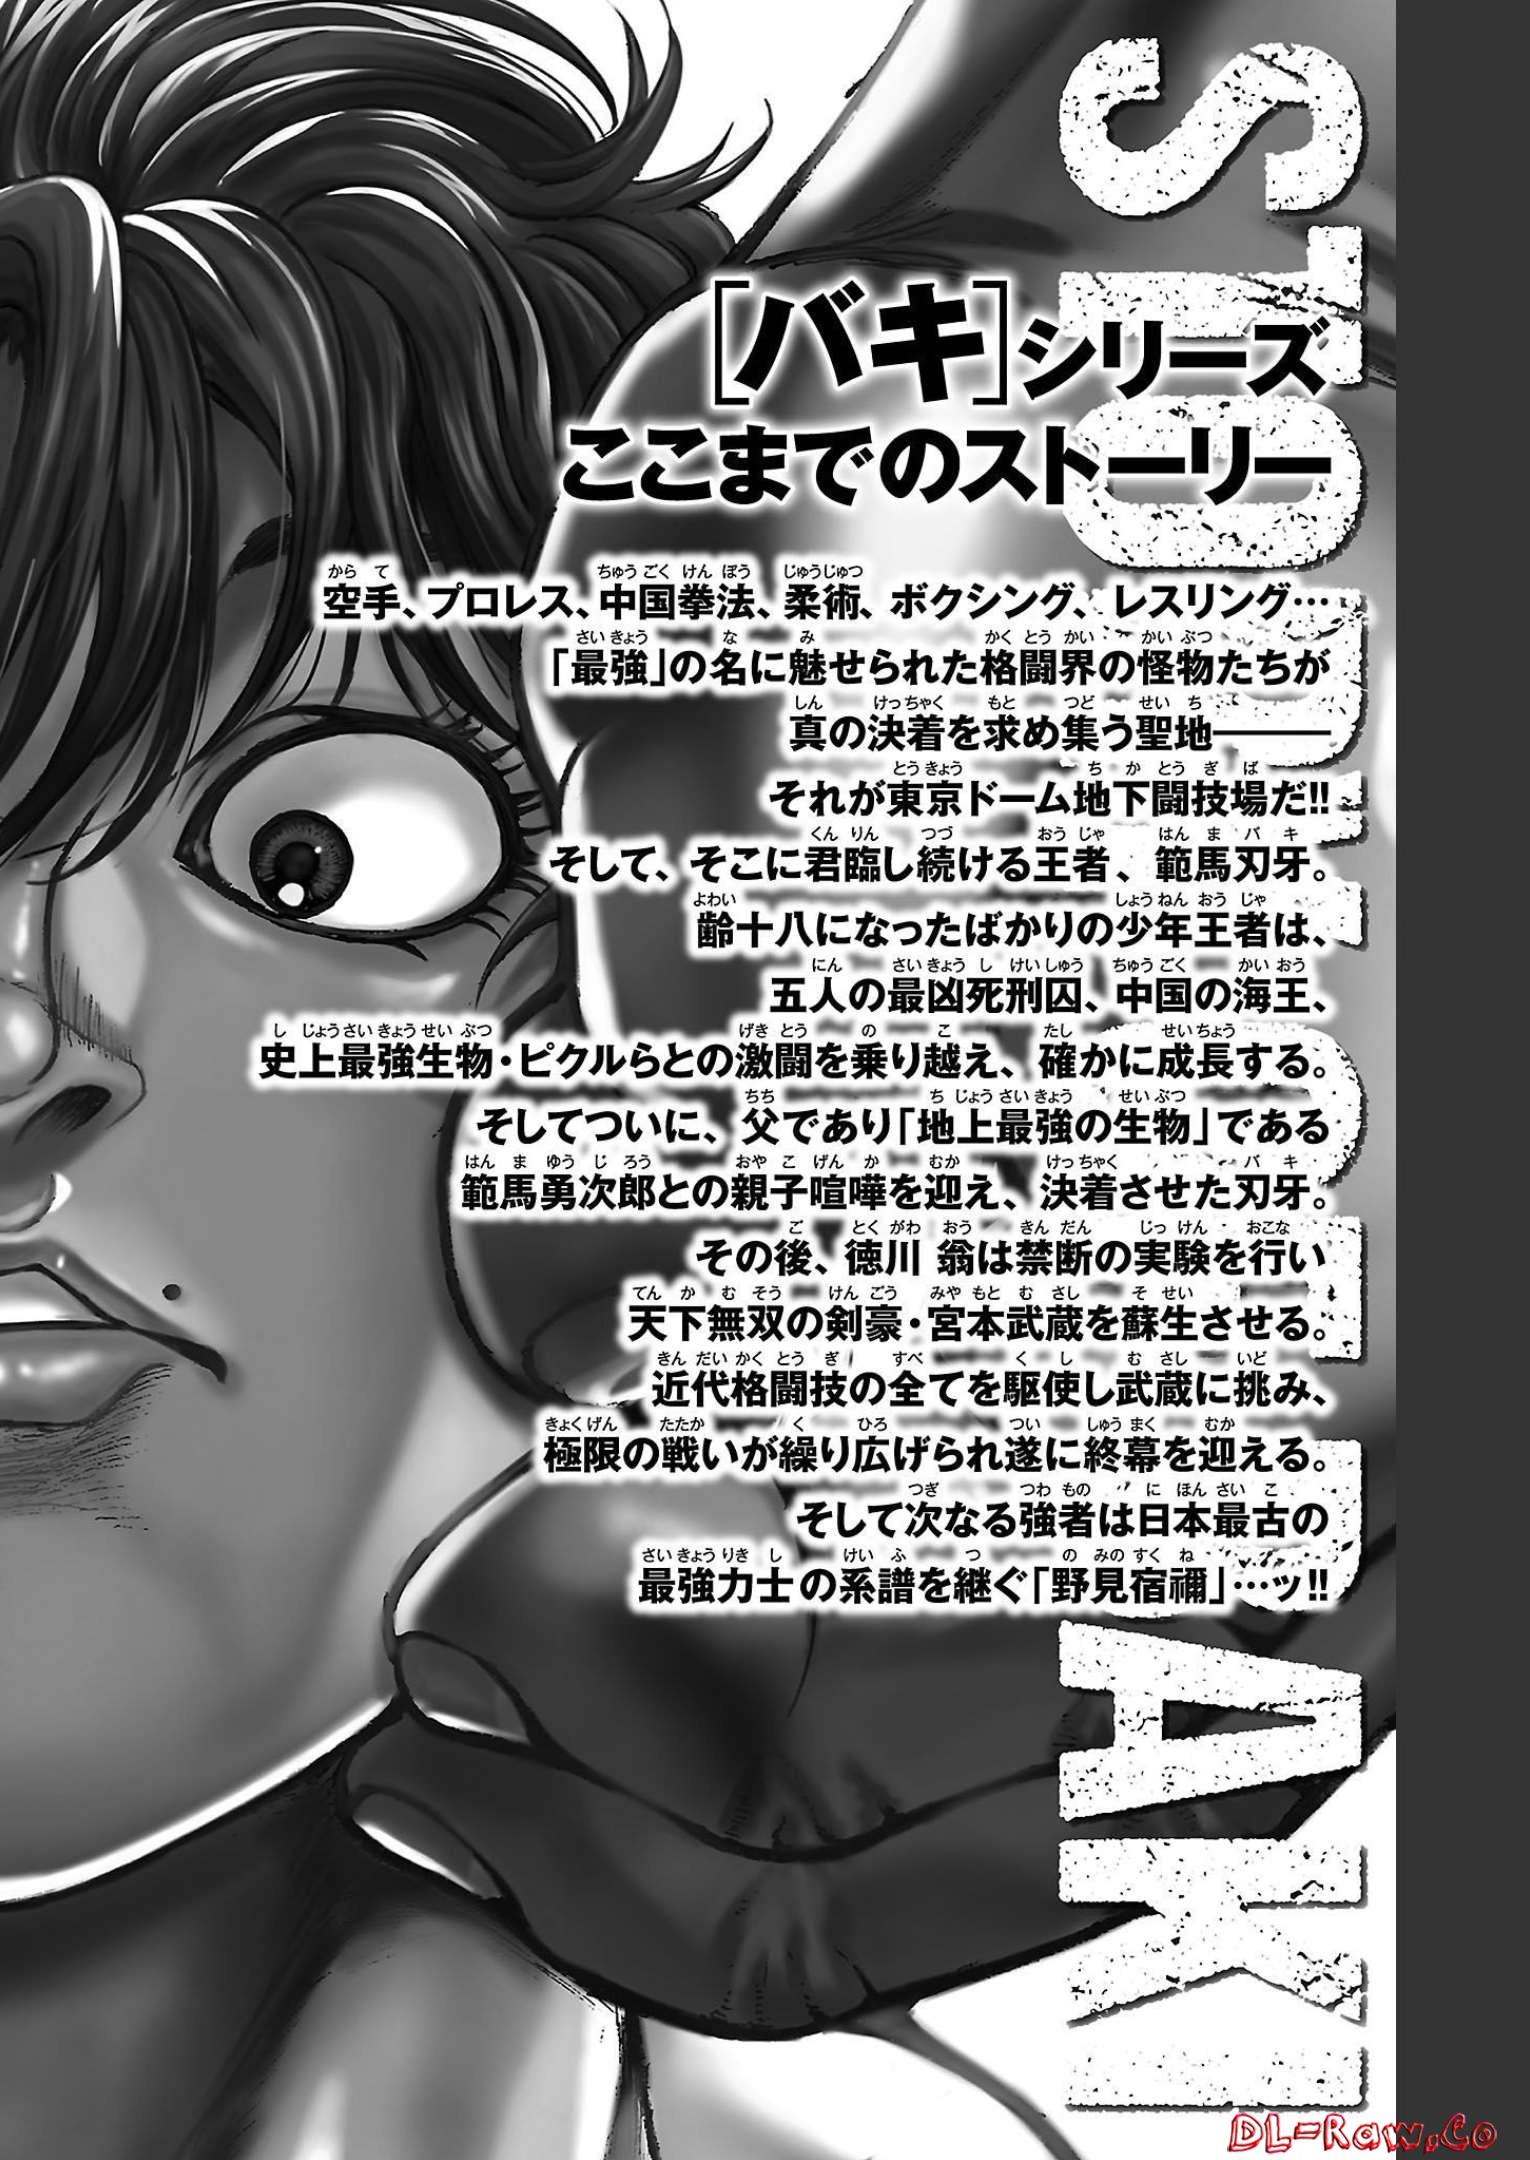 [バキ]シリーズ
ここまでのストーリー
空手、プロレス、中国拳法、柔術、ボクシング、レスリング…
「最強」の名に魅せられた格闘界の怪物たちが
真の決着を求め集う聖地―――
それが東京ドーム地下闘技場だ!!
そして、そこに君臨し続ける王者、範馬刃牙。
齢十八になったばかりの少年王者は、
五人の最凶死刑囚、中国の海王、
史上最強生物・ピクルらとの激闘を乗り越え、確かに成長する。
そしてついに、父であり「地上最強の生物」である
範馬勇次郎との親子喧嘩を迎え、決着させた刃牙。
その後、徳川 翁は禁断の実験を行い
天下無双の剣豪・宮本武蔵を蘇生させる。
近代格闘技の全てを駆使し武蔵に挑み、
極限の戦いが繰り広げられ遂に終幕を迎える。
そして次なる強者は日本最古の
最強力士の系譜を継ぐ「野見宿禰」…ッ!!
DL-Raw.Co